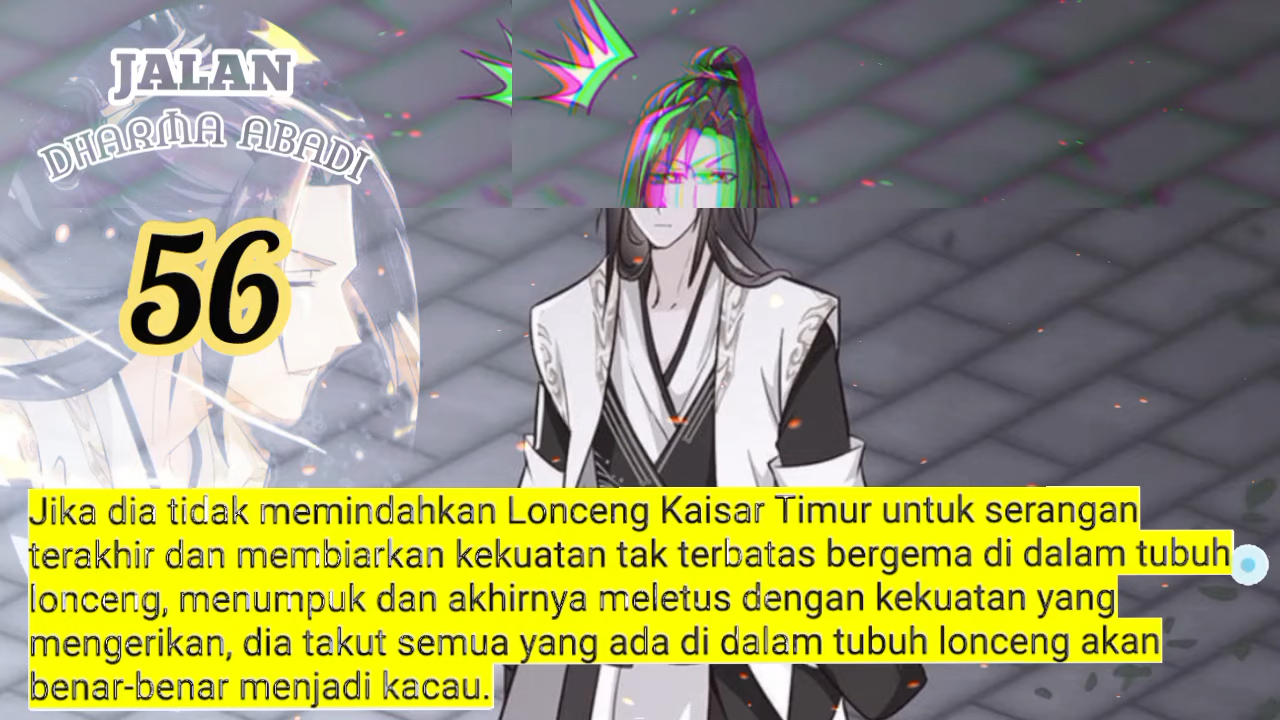 JALAN
DHARMA ABADI
56
Jika dia tidak memindahkan Lonceng Kaisar Timur untuk serangan
terakhir dan membiarkan kekuatan tak terbatas bergema di dalam tubuh
lonceng, menumpuk dan akhirnya meletus dengan kekuatan yang
mengerikan, dia takut semua yang ada di dalam tubuh lonceng akan
benar-benar menjadi kacau.